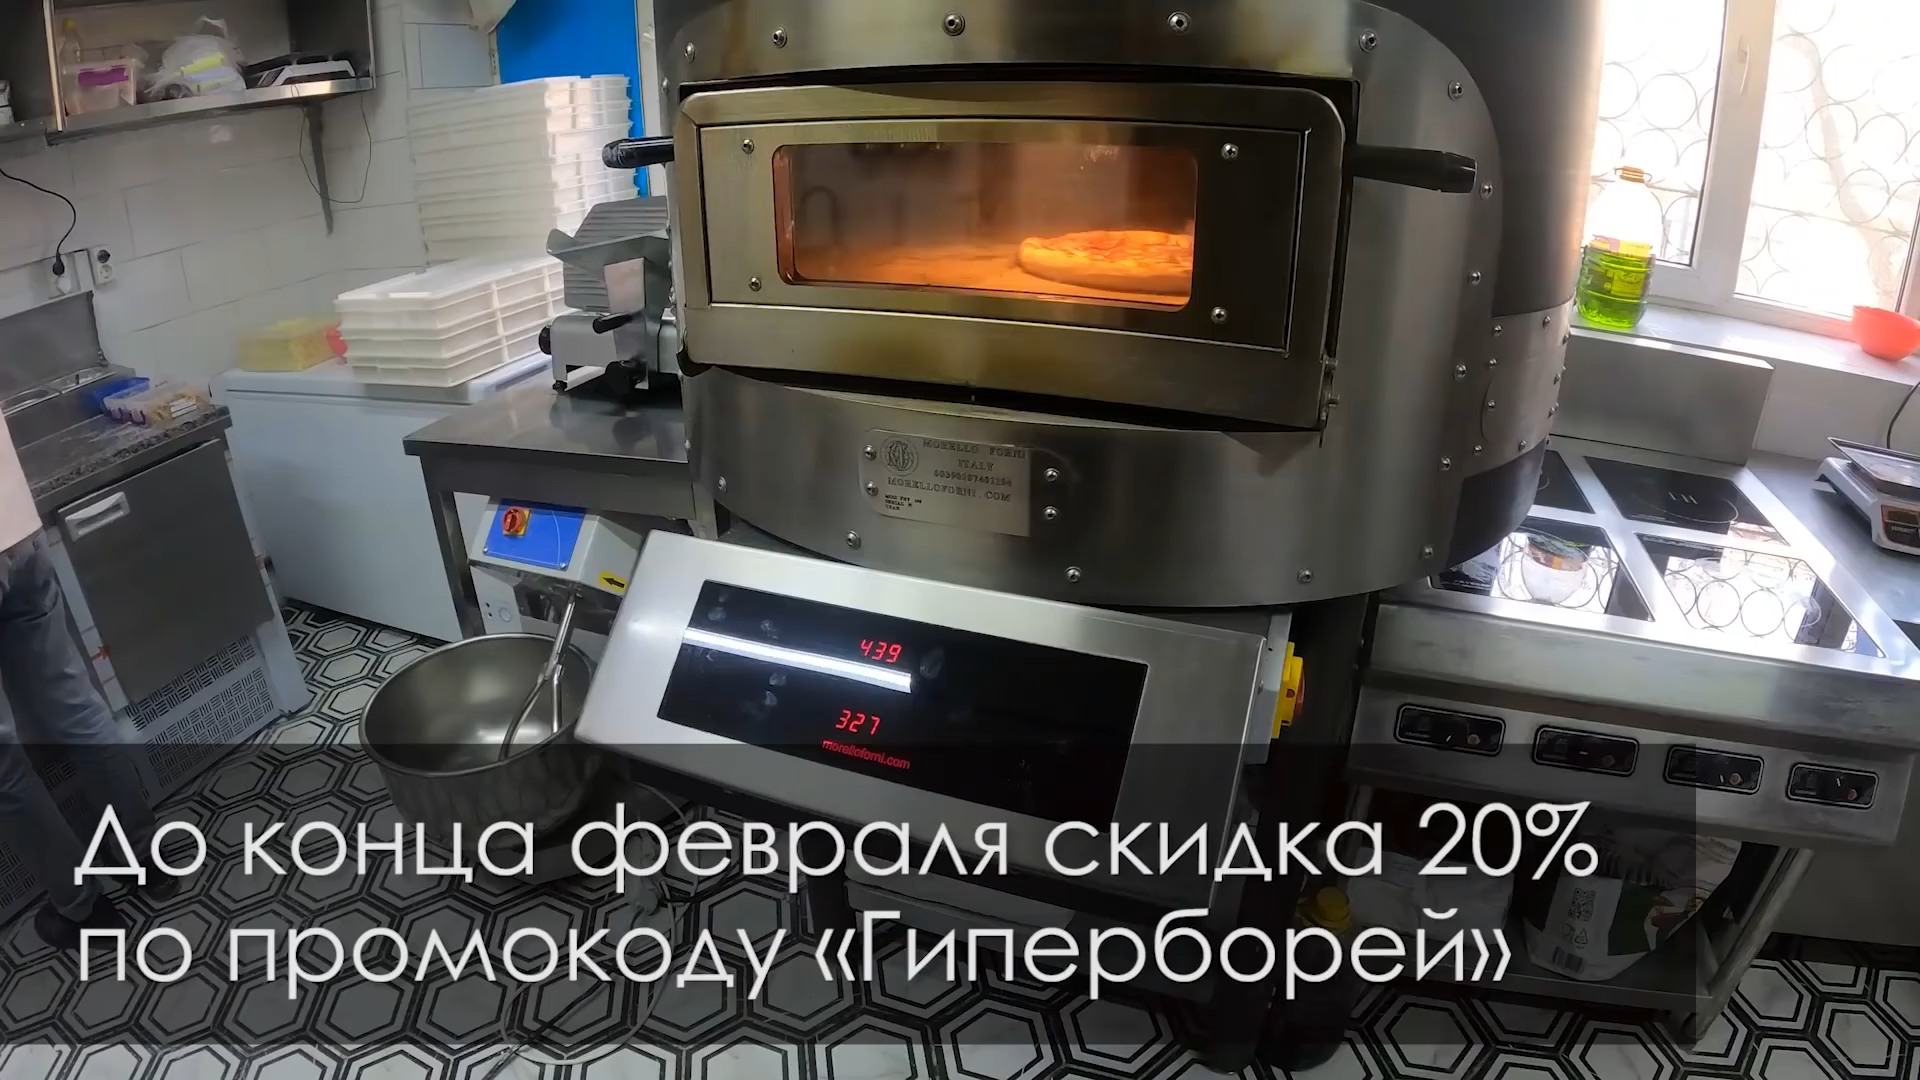 MORELLO FORNI
ITALY
MORELLOFORNI.COM
439
327
morelloforni.com
До конца февраля скидка 20%
по промокоду «Гиперборей»